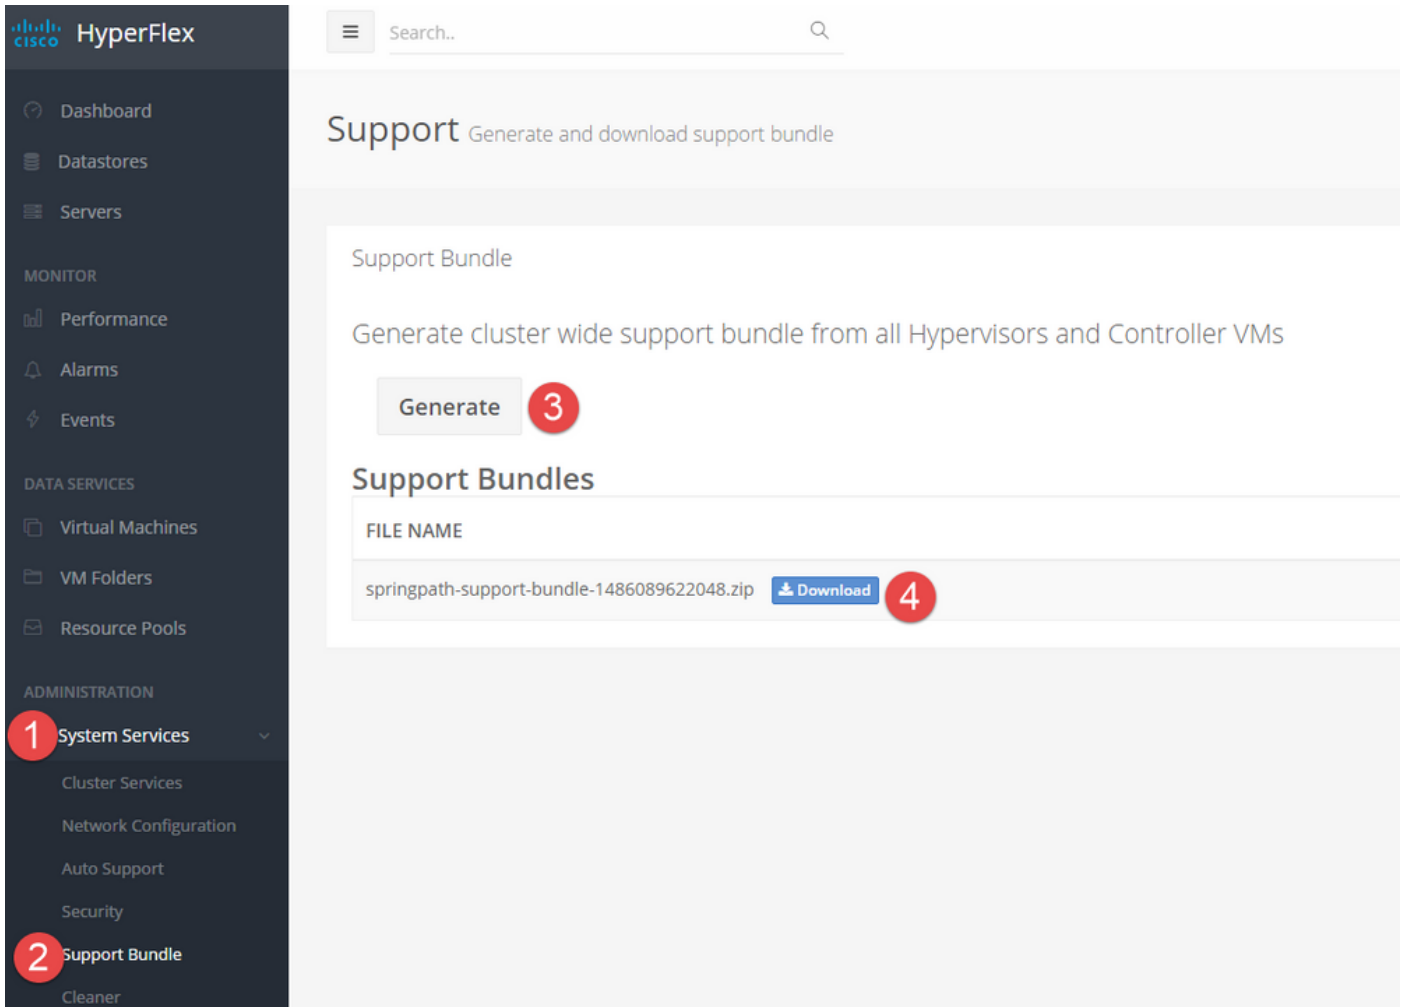 cisco HyperFlex
Search..
Dashboard
Datastores
Servers
MONITOR
Performance
Alarms
Events
DATA SERVICES
Virtual Machines
VM Folders
Resource Pools
ADMINISTRATION
1 System Services
Cluster Services
Network Configuration
Auto Support
Security
2 Support Bundle
Cleaner
Support Generate and download support bundle
Support Bundle
Generate cluster wide support bundle from all Hypervisors and Controller VMs
Generate 3
Support Bundles
FILE NAME
springpath-support-bundle-1486089622048.zip Download 4